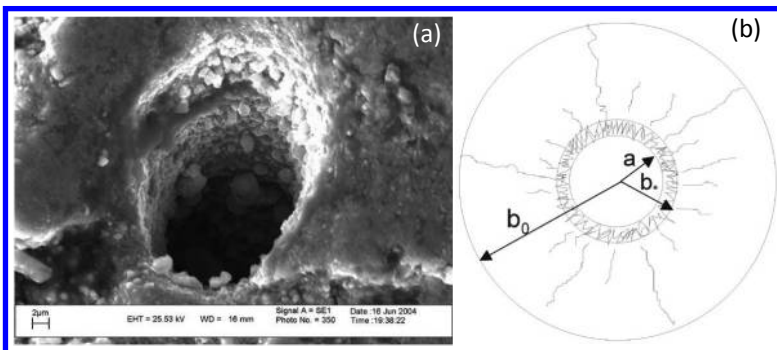 (a)
2µm
EHT = 25.53 kV
WD = 16 mm
Signal A = SE1
Photo No. = 350
Date :16 Jun 2004
Time :19:38:22
(b)
a
b*
b0